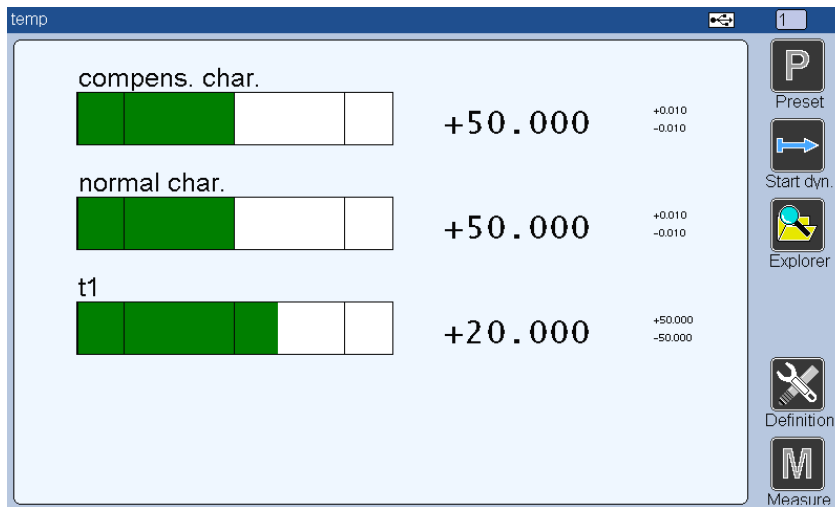 temp
1
compens. char.
+50.000
+0.010
-0.010
normal char.
+50.000
+0.010
-0.010
t1
+20.000
+50.000
-50.000
P
Preset
Start dyn.
Explorer
Definition
M
Measure